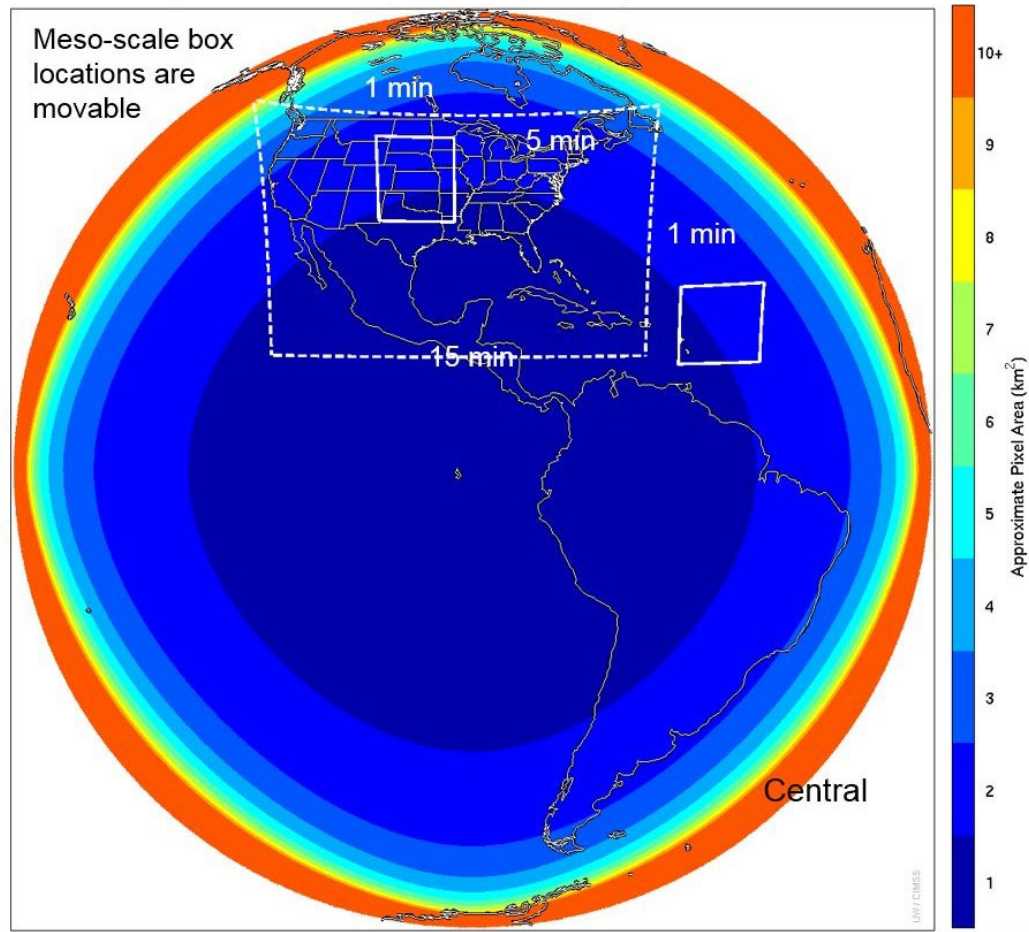 Meso-scale box
locations are
movable
1 min
5 min
1 min
15 min
Central
10+
9
8
7
6
5
4
3
2
1
Approximate Pixel Area (km²)
UW / CIMSS